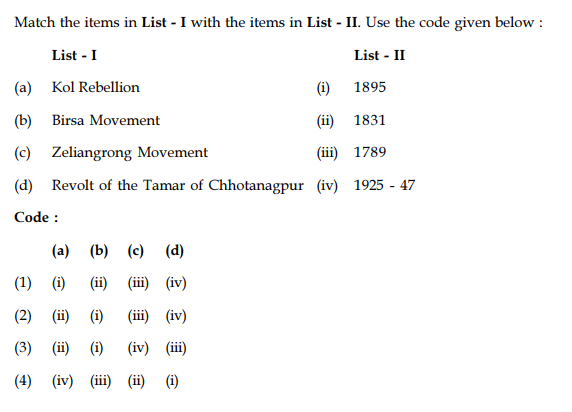 Match the items in List - I with the items in List - II. Use the code given below :
List - I List - II
(a) Kol Rebellion (i) 1895
(b) Birsa Movement (ii) 1831
(c) Zeliangrong Movement (iii) 1789
(d) Revolt of the Tamar of Chhotanagpur (iv) 1925 - 47
Code :
(a) (b) (c) (d)
(1) (i) (ii) (iii) (iv)
(2) (ii) (i) (iii) (iv)
(3) (ii) (i) (iv) (iii)
(4) (iv) (iii) (ii) (i)